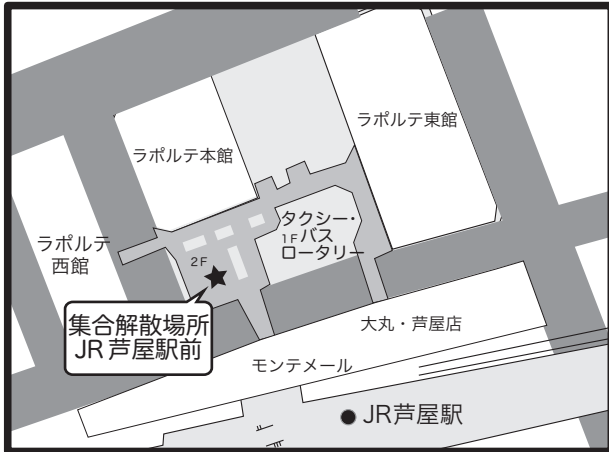 ラポルテ東館
ラポルテ本館
タクシー・
1Fバス
ロータリー
ラポルテ
西館
2F
集合解散場所
JR芦屋駅前
大丸・芦屋店
モンテメール
JR芦屋駅